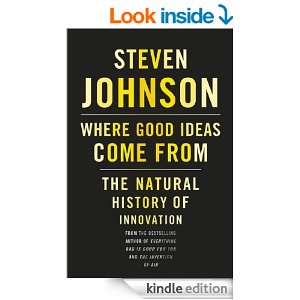 Look inside
STEVEN
JOHNSON
WHERE GOOD IDEAS
COME FROM
THE NATURAL
HISTORY OF
INNOVATION
FROM THE BESTSELLING
AUTHOR OF EVERYTHING
BAD IS GOOD FOR YOU
AND THE INVENTION
OF AIR
kindle edition